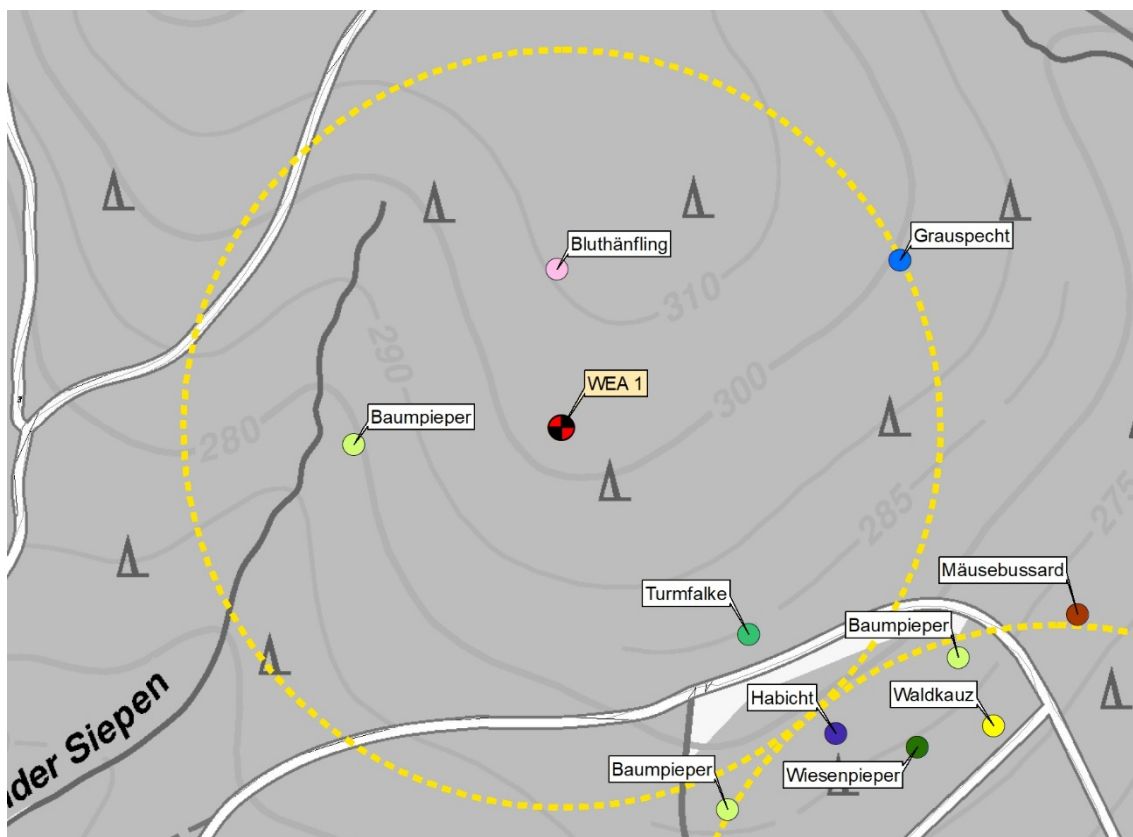 Bluthänfling
Grauspecht
310
290
WEA 1
300
Baumpieper
280
285
275
Mäusebussard
Turmfalke
Baumpieper
Habicht
Waldkauz
Baumpieper
Wiesenpieper
der Siepen